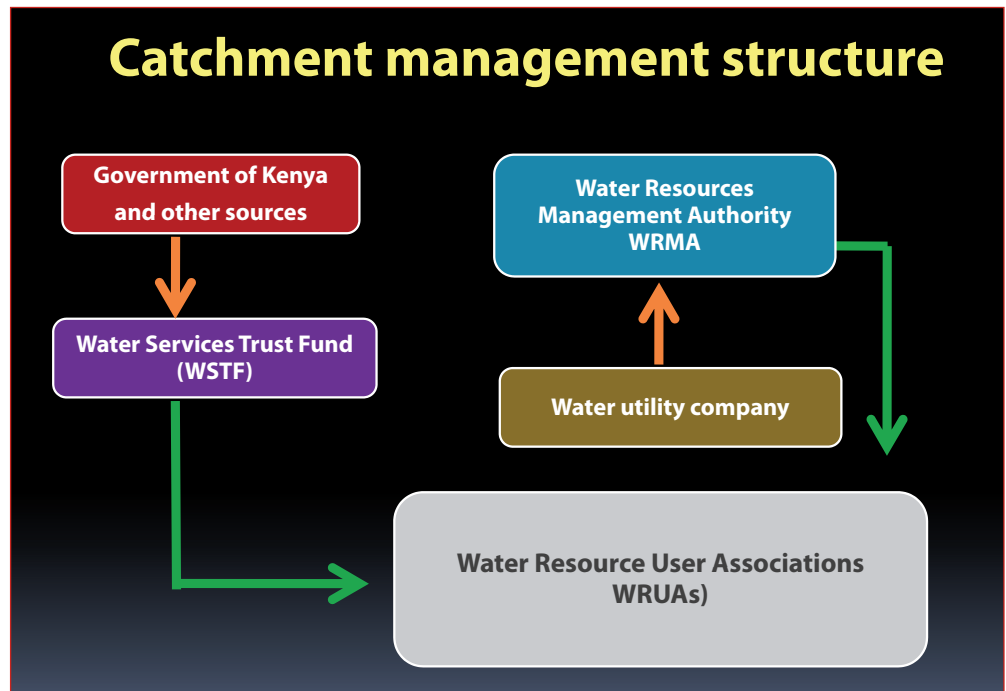 Catchment management structure
Government of Kenya
and other sources
Water Resources
Management Authority
WRMA
Water Services Trust Fund
(WSTF)
Water utility company
Water Resource User Associations
WRUAs)